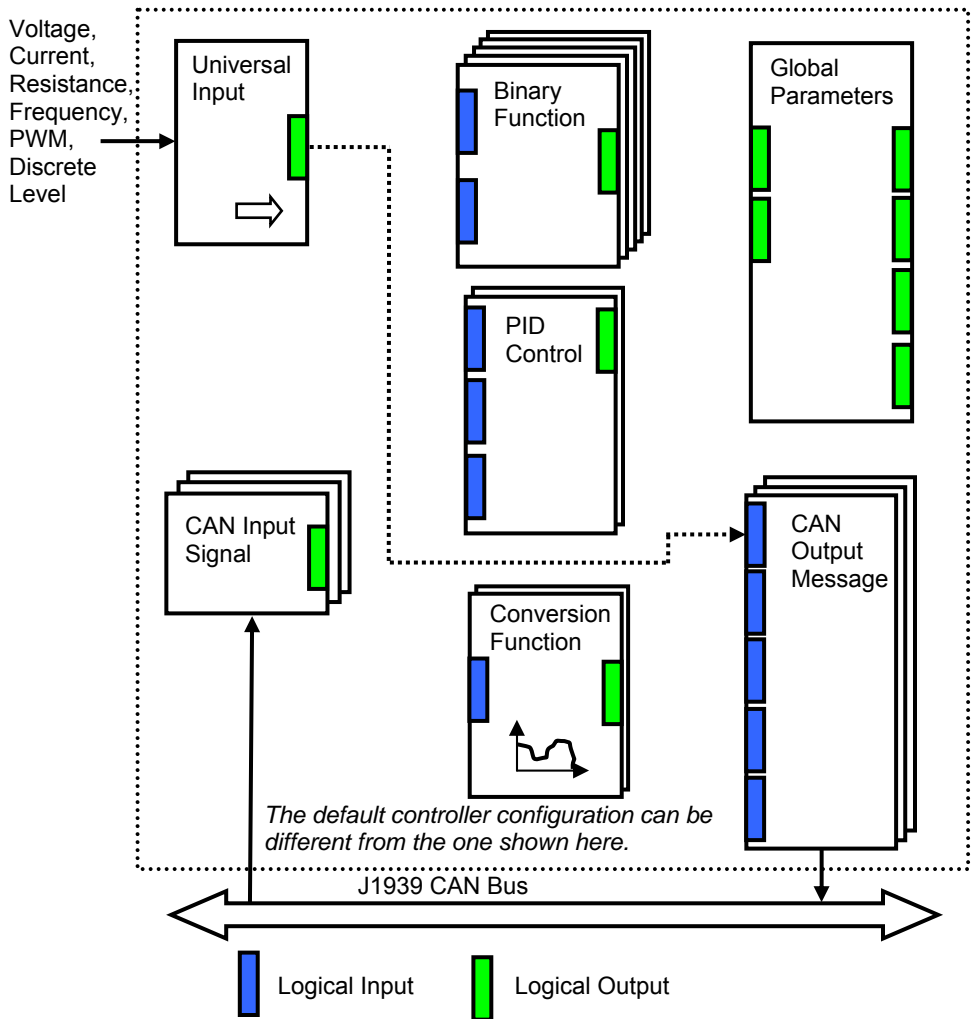 Voltage,
Current,
Resistance,
Frequency,
PWM,
Discrete
Level
Universal
Input
Binary
Function
Global
Parameters
PID
Control
CAN Input
Signal
CAN
Output
Message
Conversion
Function
The default controller configuration can be
different from the one shown here.
J1939 CAN Bus
Logical Input
Logical Output